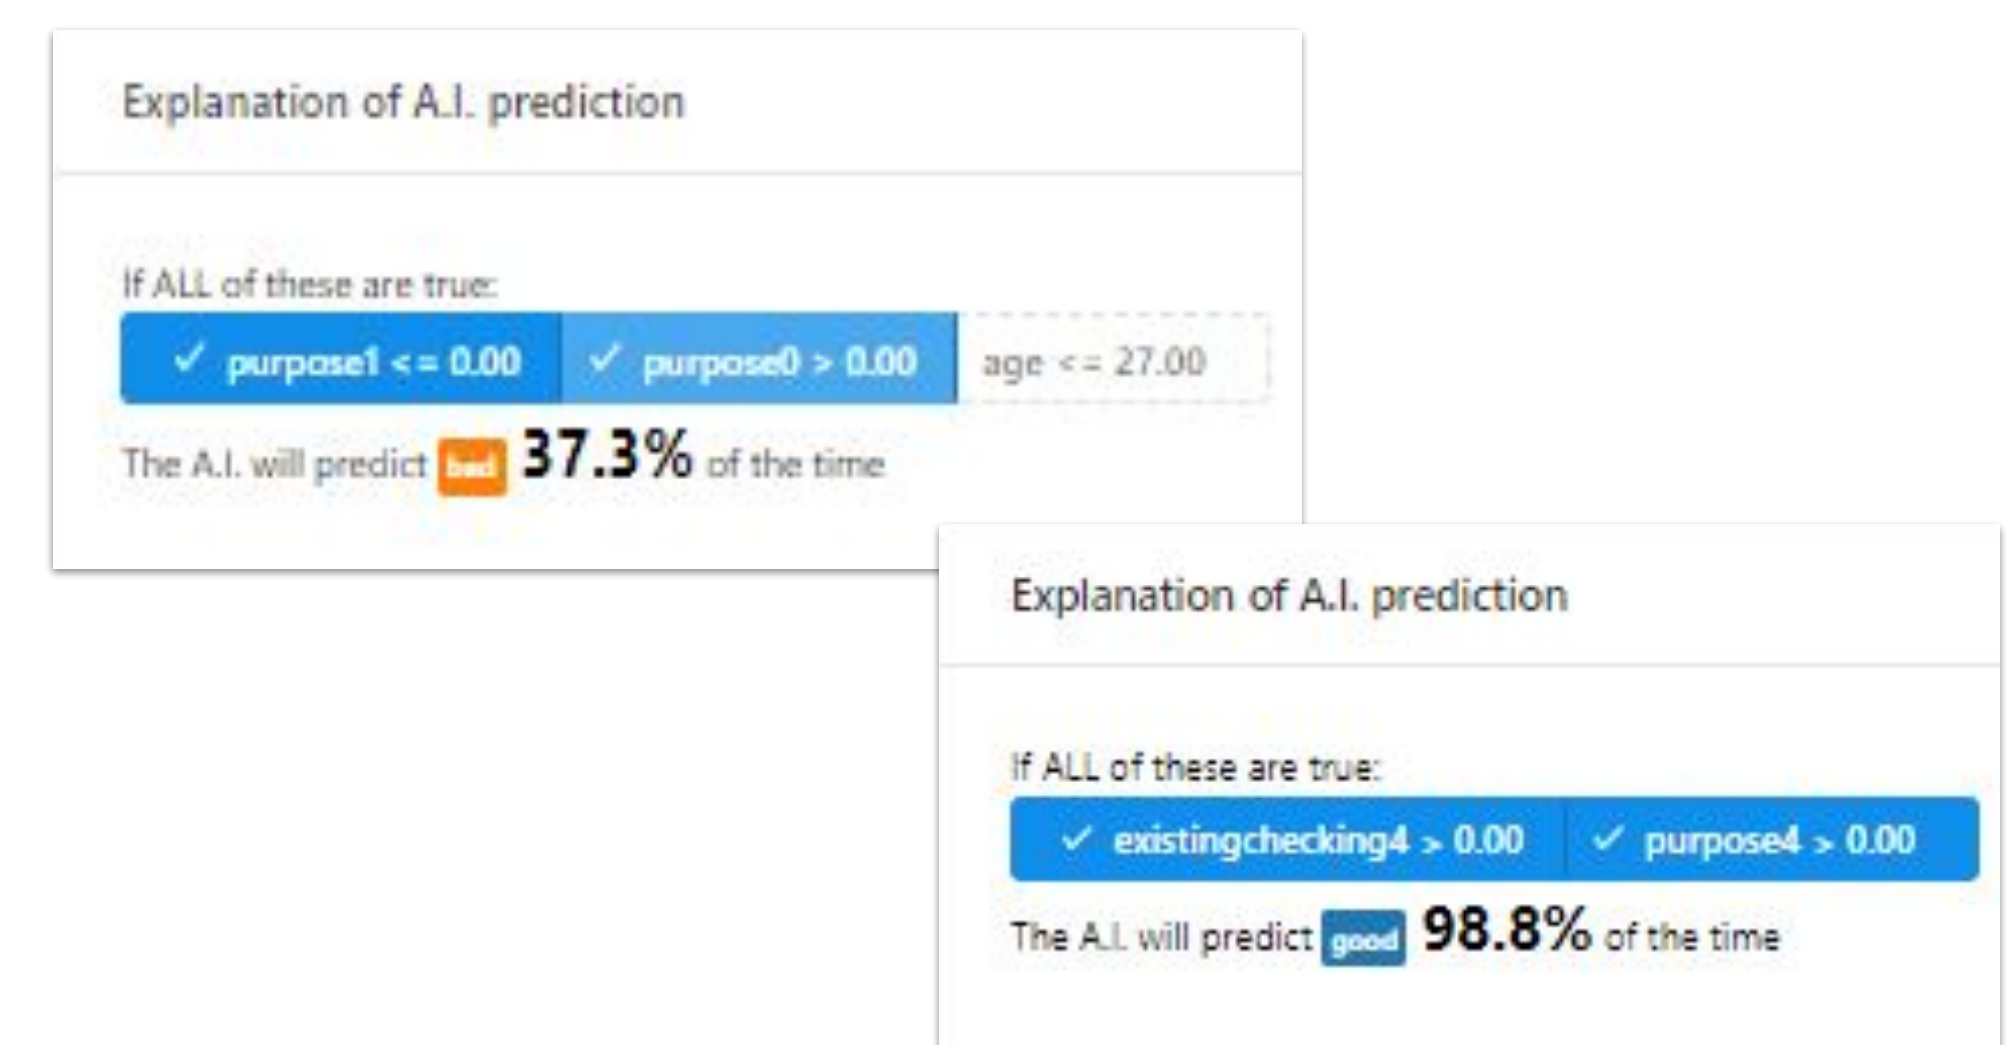 Explanation of A.I. prediction
If ALL of these are true:
✓ purpose1 <= 0.00 ✓ purpose0 > 0.00 age <= 27.00
The A.I. will predict bad 37.3% of the time
Explanation of A.I. prediction
If ALL of these are true:
✓ existingchecking4 > 0.00 ✓ purpose4 > 0.00
The A.I. will predict good 98.8% of the time